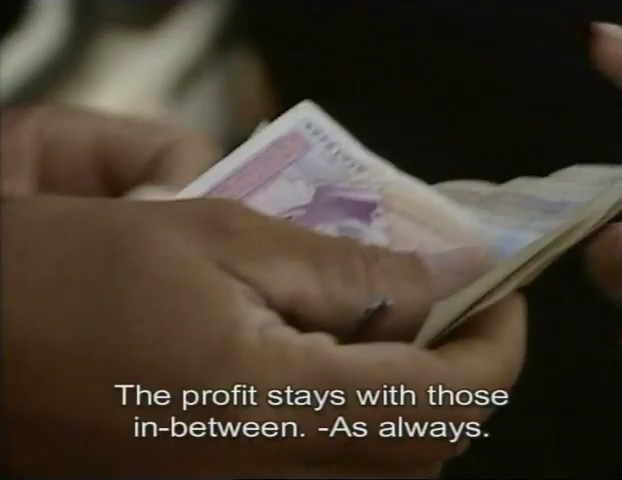 The profit stays with those
in-between. -As always.